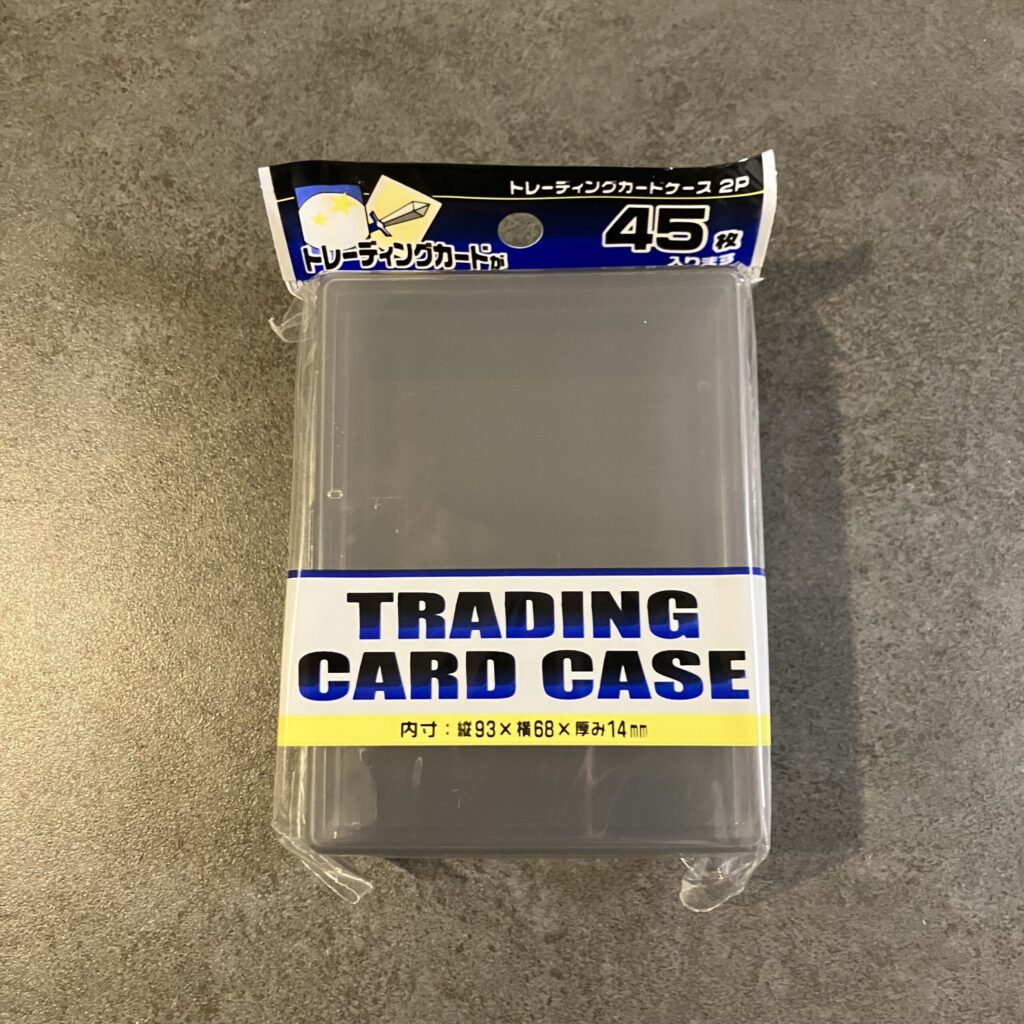 トレーディングカードケース 2P
45枚
入ります
トレーディングカードが
TRADING
CARD CASE
内寸：縦93×横68×厚み14mm